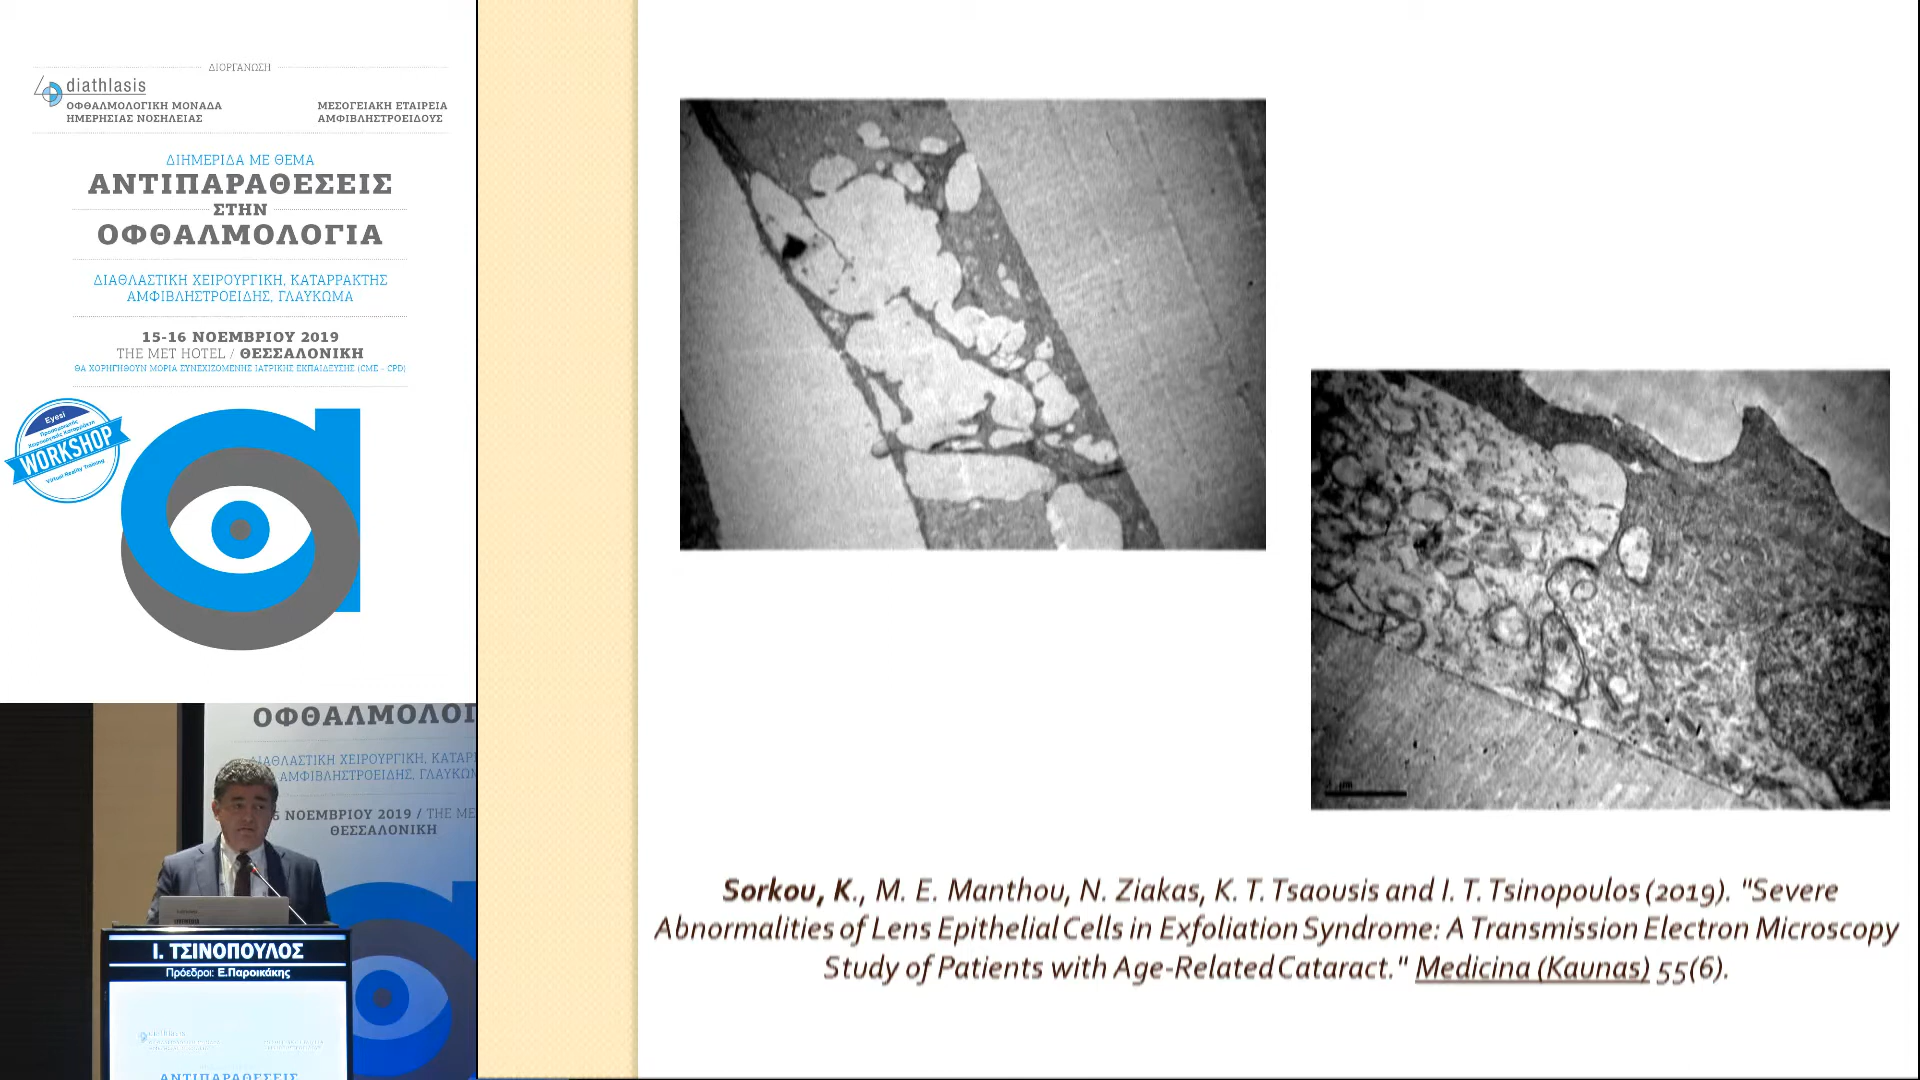 ΔΙΟΡΓΑΝΩΣΗ
diathlasis
ΟΦΘΑΛΜΟΛΟΓΙΚΗ ΜΟΝΑΔΑ
ΗΜΕΡΗΣΙΑΣ ΝΟΣΗΛΕΙΑΣ
ΜΕΣΟΓΕΙΑΚΗ ΕΤΑΙΡΕΙΑ
ΑΜΦΙΒΛΗΣΤΡΟΕΙΔΟΥΣ
ΔΙΗΜΕΡΙΔΑ ΜΕ ΘΕΜΑ
ΑΝΤΙΠΑΡΑΘΕΣΕΙΣ
ΣΤΗΝ
ΟΦΘΑΛΜΟΛΟΓΙΑ
ΔΙΑΘΛΑΣΤΙΚΗ ΧΕΙΡΟΥΡΓΙΚΗ, ΚΑΤΑΡΡΑΚΤΗΣ
ΑΜΦΙΒΛΗΣΤΡΟΕΙΔΗΣ, ΓΛΑΥΚΩΜΑ
15-16 ΝΟΕΜΒΡΙΟΥ 2019
THE MET HOTEL / ΘΕΣΣΑΛΟΝΙΚΗ
ΘΑ ΧΟΡΗΓΗΘΟΥΝ ΜΟΡΙΑ ΣΥΝΕΧΙΖΟΜΕΝΗΣ ΙΑΤΡΙΚΗΣ ΕΚΠΑΙΔΕΥΣΗΣ (CME - CPD)
Eyesi
WORKSHOP
Virtual Reality Training
ΟΦΘΑΛΜΟΛΟΓ
ΔΙΑΘΛΑΣΤΙΚΗ ΧΕΙΡΟΥΡΓΙΚΗ, ΚΑΤΑΡ
ΑΜΦΙΒΛΗΣΤΡΟΕΙΔΗΣ, ΓΛΑΥΚΩΜ
ΝΟΕΜΒΡΙΟΥ 2019 / THE ME
ΘΕΣΣΑΛΟΝΙΚΗ
Ι. ΤΣΙΝΟΠΟΥΛΟΣ
Πρόεδροι: Ε.Παροικάκης
ΑΝΤΙΠΑΡΑΘΕΣΕΙΣ
Sorkou, K., M. E. Manthou, N. Ziakas, K. T. Tsaousis and I. T. Tsinopoulos (2019). "Severe
Abnormalities of Lens Epithelial Cells in Exfoliation Syndrome: A Transmission Electron Microscopy
Study of Patients with Age-Related Cataract." Medicina (Kaunas) 55(6).